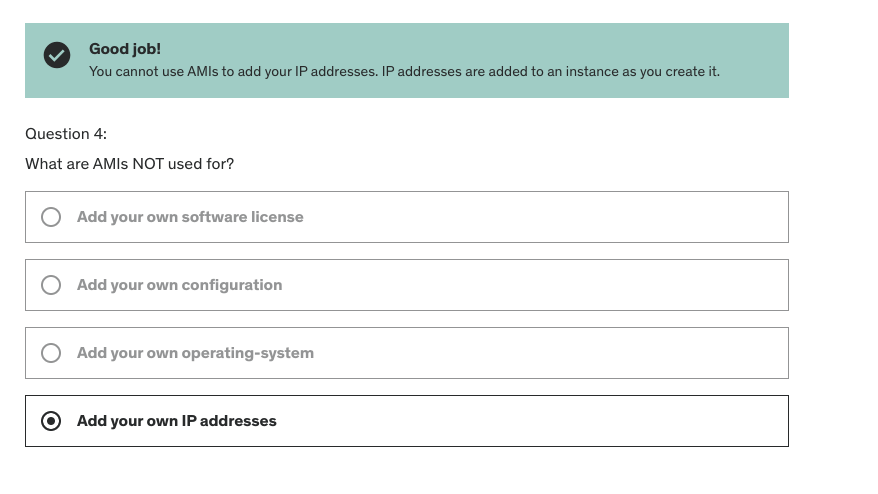 Good job!
You cannot use AMIs to add your IP addresses. IP addresses are added to an instance as you create it.
Question 4:
What are AMIs NOT used for?
Add your own software license
Add your own configuration
Add your own operating-system
Add your own IP addresses